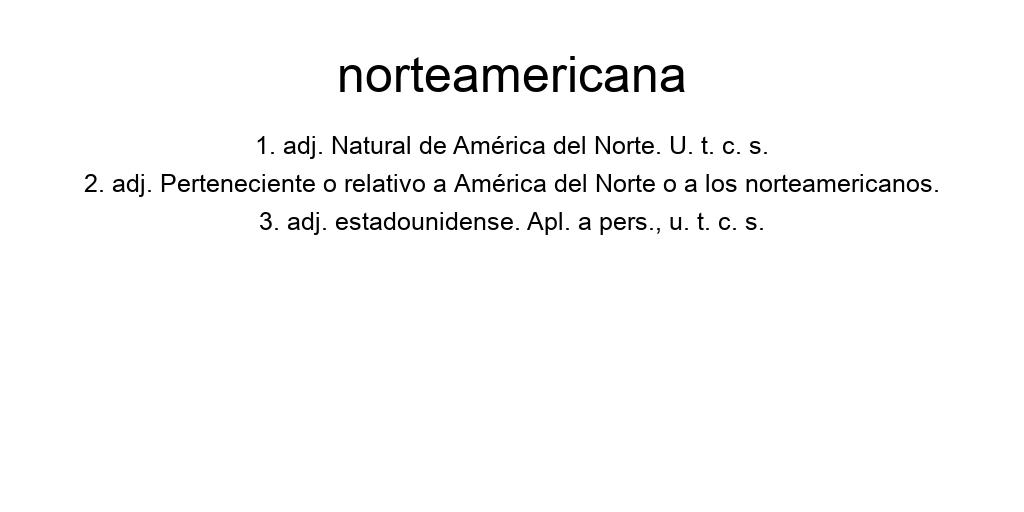 norteamericana
1. adj. Natural de América del Norte. U. t. c. s.
2. adj. Perteneciente o relativo a América del Norte o a los norteamericanos.
3. adj. estadounidense. Apl. a pers., u. t. c. s.